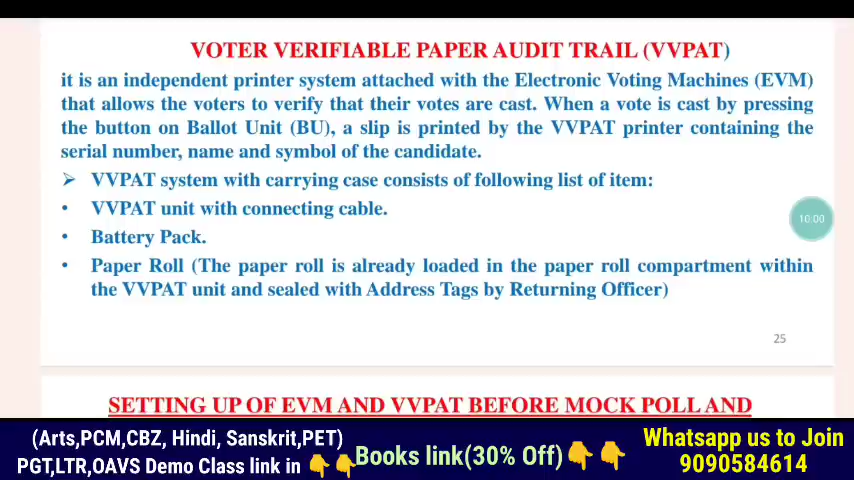 VOTER VERIFIABLE PAPER AUDIT TRAIL (VVPAT)
it is an independent printer system attached with the Electronic Voting Machines (EVM)
that allows the voters to verify that their votes are cast. When a vote is cast by pressing
the button on Ballot Unit (BU), a slip is printed by the VVPAT printer containing the
serial number, name and symbol of the candidate.
➢ VVPAT system with carrying case consists of following list of item:
• VVPAT unit with connecting cable.
• Battery Pack.
• Paper Roll (The paper roll is already loaded in the paper roll compartment within
the VVPAT unit and sealed with Address Tags by Returning Officer)
10:00
25
SETTING UP OF EVM AND VVPAT BEFORE MOCK POLL AND
(Arts,PCM,CBZ, Hindi, Sanskrit,PET)
PGT,LTR,OAVS Demo Class link in 👇👇
Books link(30% Off)👇👇
Whatsapp us to Join
9090584614